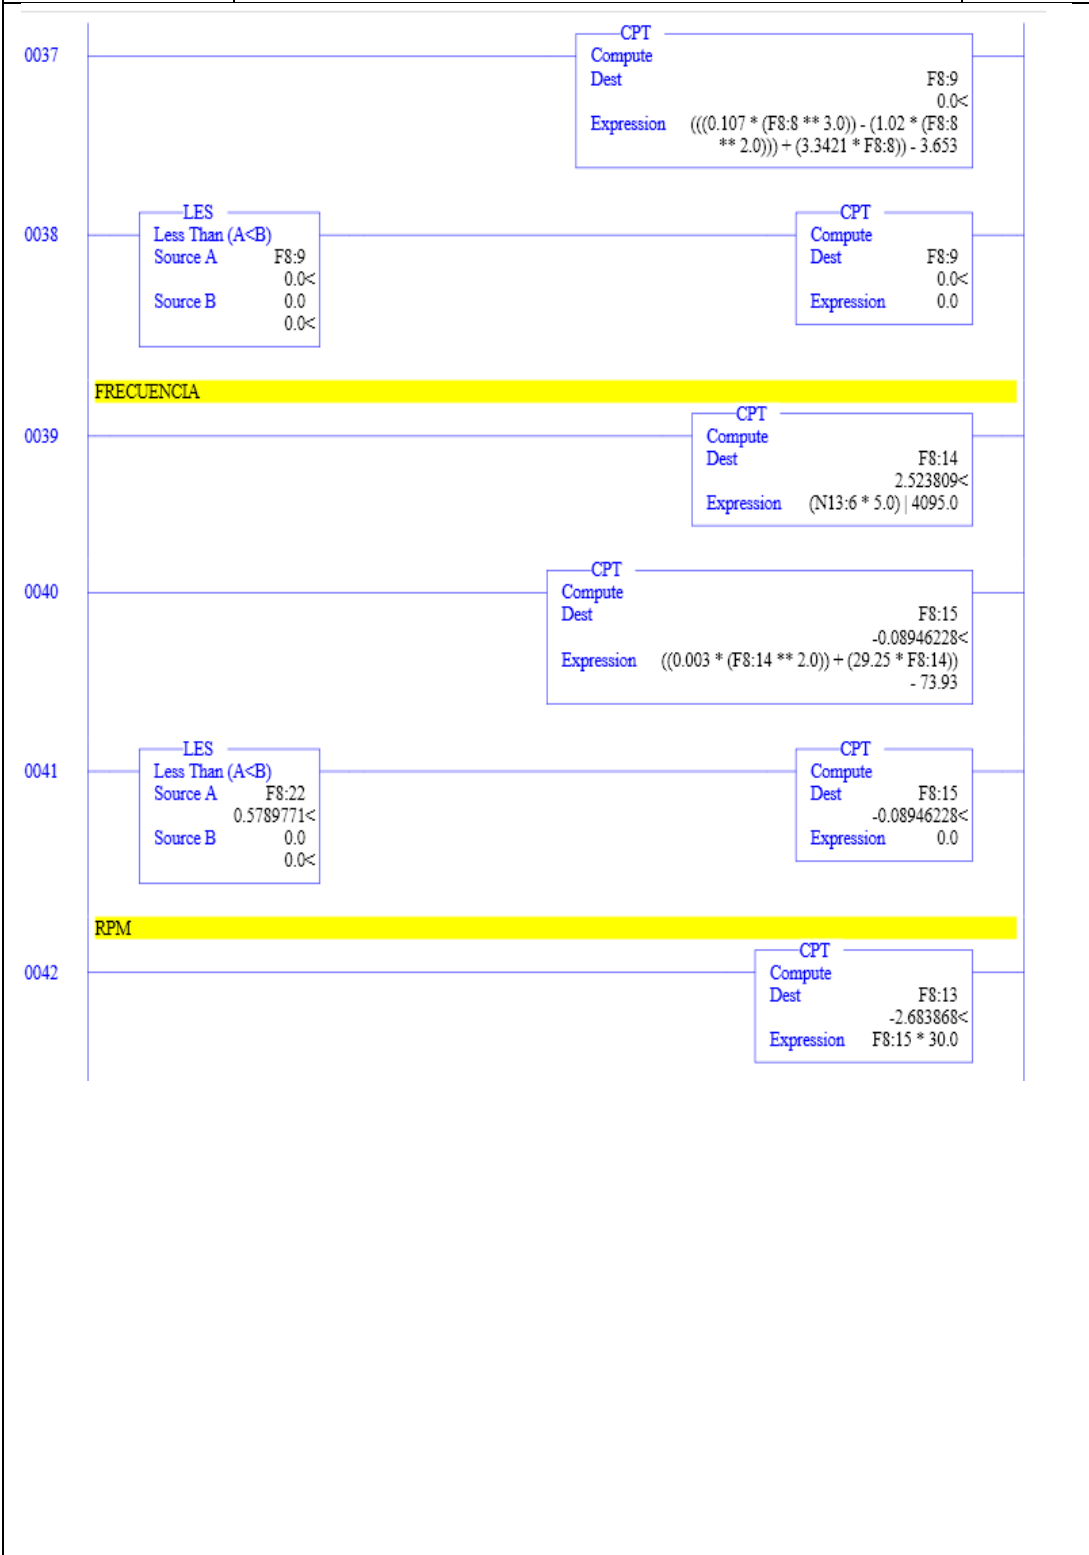 CPT
0037
Compute
Dest F8:9
0.0<
Expression (((0.107 * (F8:8 ** 3.0)) - (1.02 * (F8:8
** 2.0))) + (3.3421 * F8:8)) - 3.653
LES CPT
0038 Less Than (A<B) Compute
Source A F8:9 Dest F8:9
0.0< 0.0<
Source B 0.0 Expression 0.0
0.0<
FRECUENCIA
CPT
0039 Compute
Dest F8:14
2.523809<
Expression (N13:6 * 5.0) | 4095.0
CPT
0040 Compute
Dest F8:15
-0.08946228<
Expression ((0.003 * (F8:14 ** 2.0)) + (29.25 * F8:14))
- 73.93
LES CPT
0041 Less Than (A<B) Compute
Source A F8:22 Dest F8:15
0.5789771< -0.08946228<
Source B 0.0 Expression 0.0
0.0<
RPM
CPT
0042 Compute
Dest F8:13
-2.683868<
Expression F8:15 * 30.0